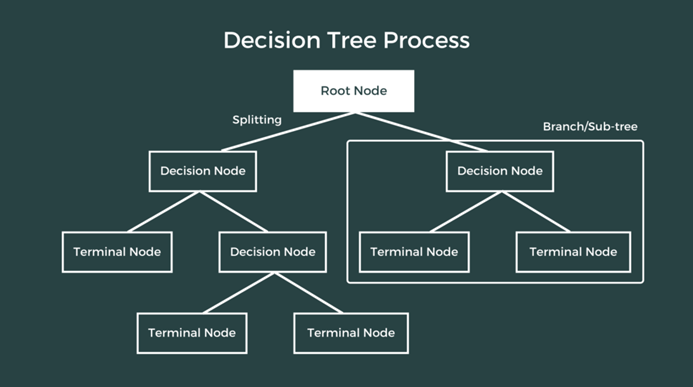 Decision Tree Process
Root Node
Splitting
Branch/Sub-tree
Decision Node
Decision Node
Terminal Node
Decision Node
Terminal Node
Terminal Node
Terminal Node
Terminal Node